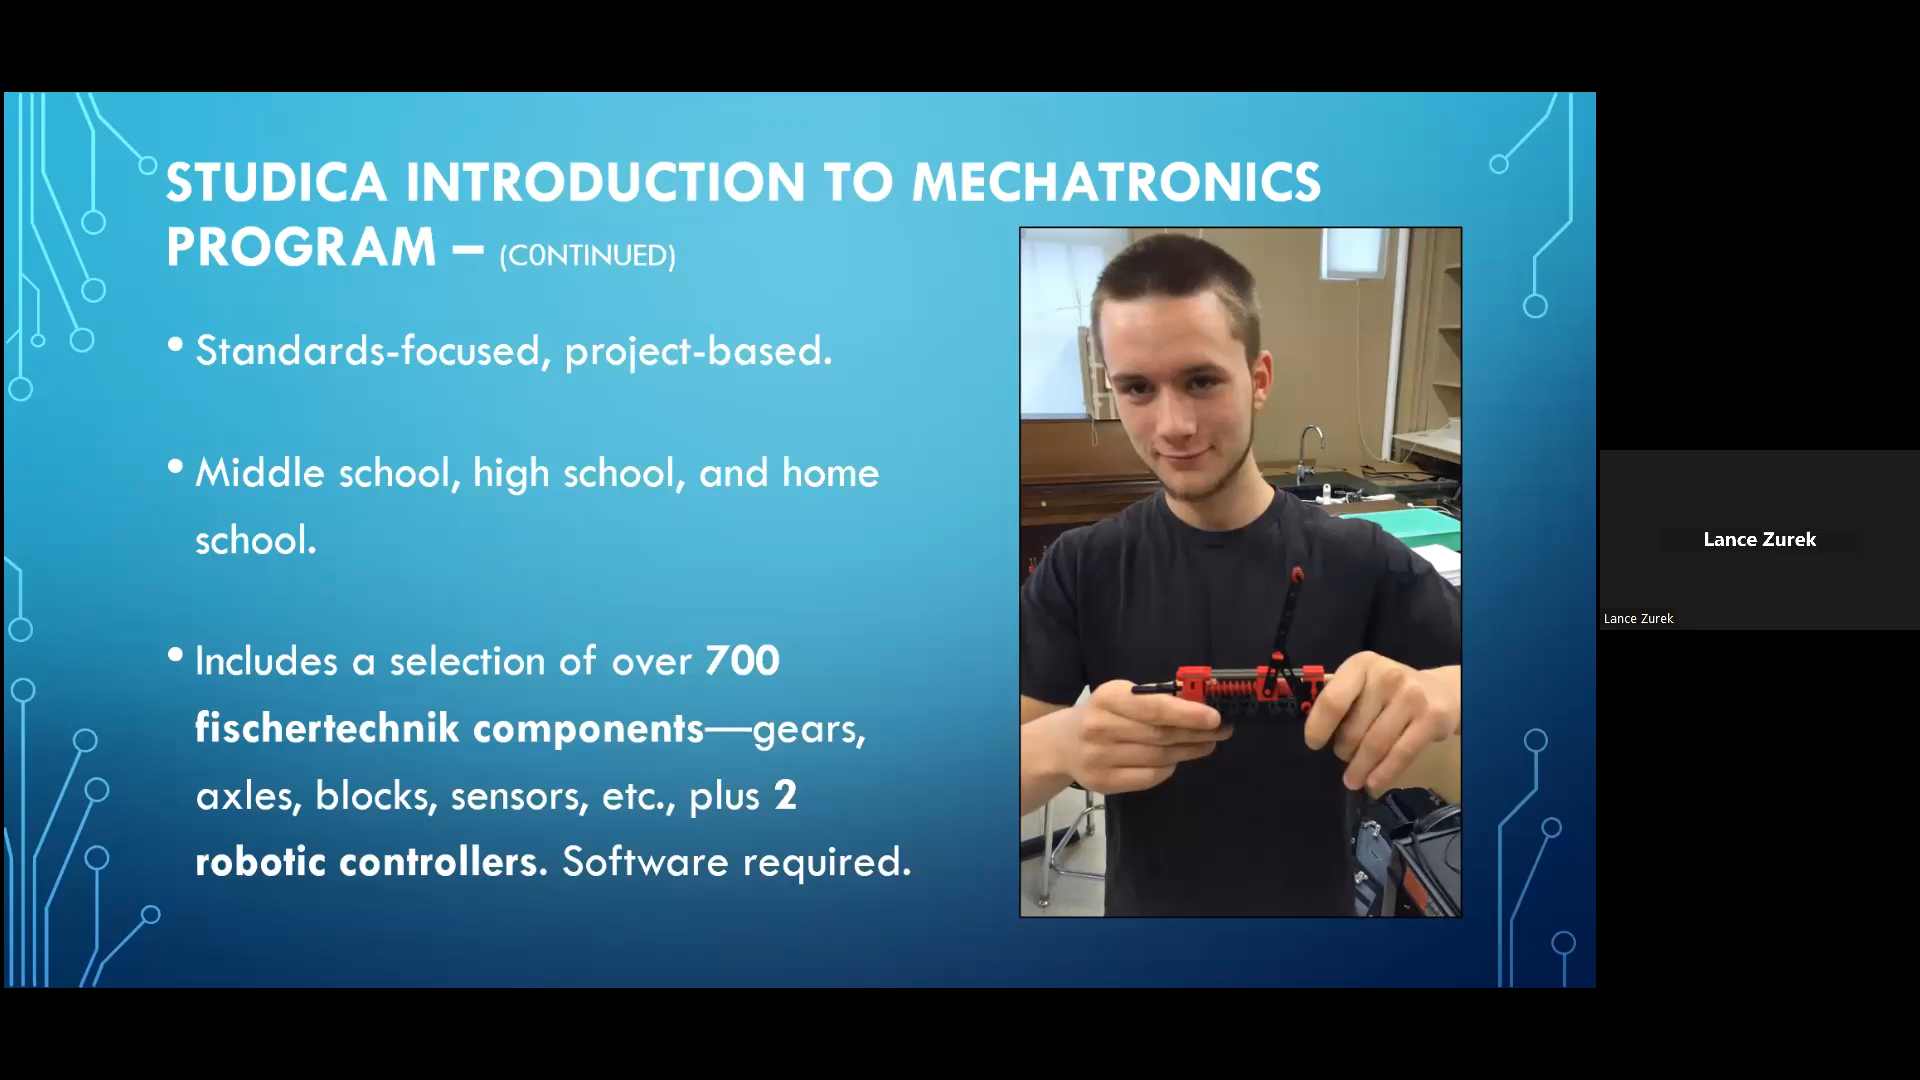 STUDICA INTRODUCTION TO MECHATRONICS
PROGRAM – (C0NTINUED)
• Standards-focused, project-based.
• Middle school, high school, and home
school.
• Includes a selection of over 700
fischertechnik components—gears,
axles, blocks, sensors, etc., plus 2
robotic controllers. Software required.
Lance Zurek
Lance Zurek